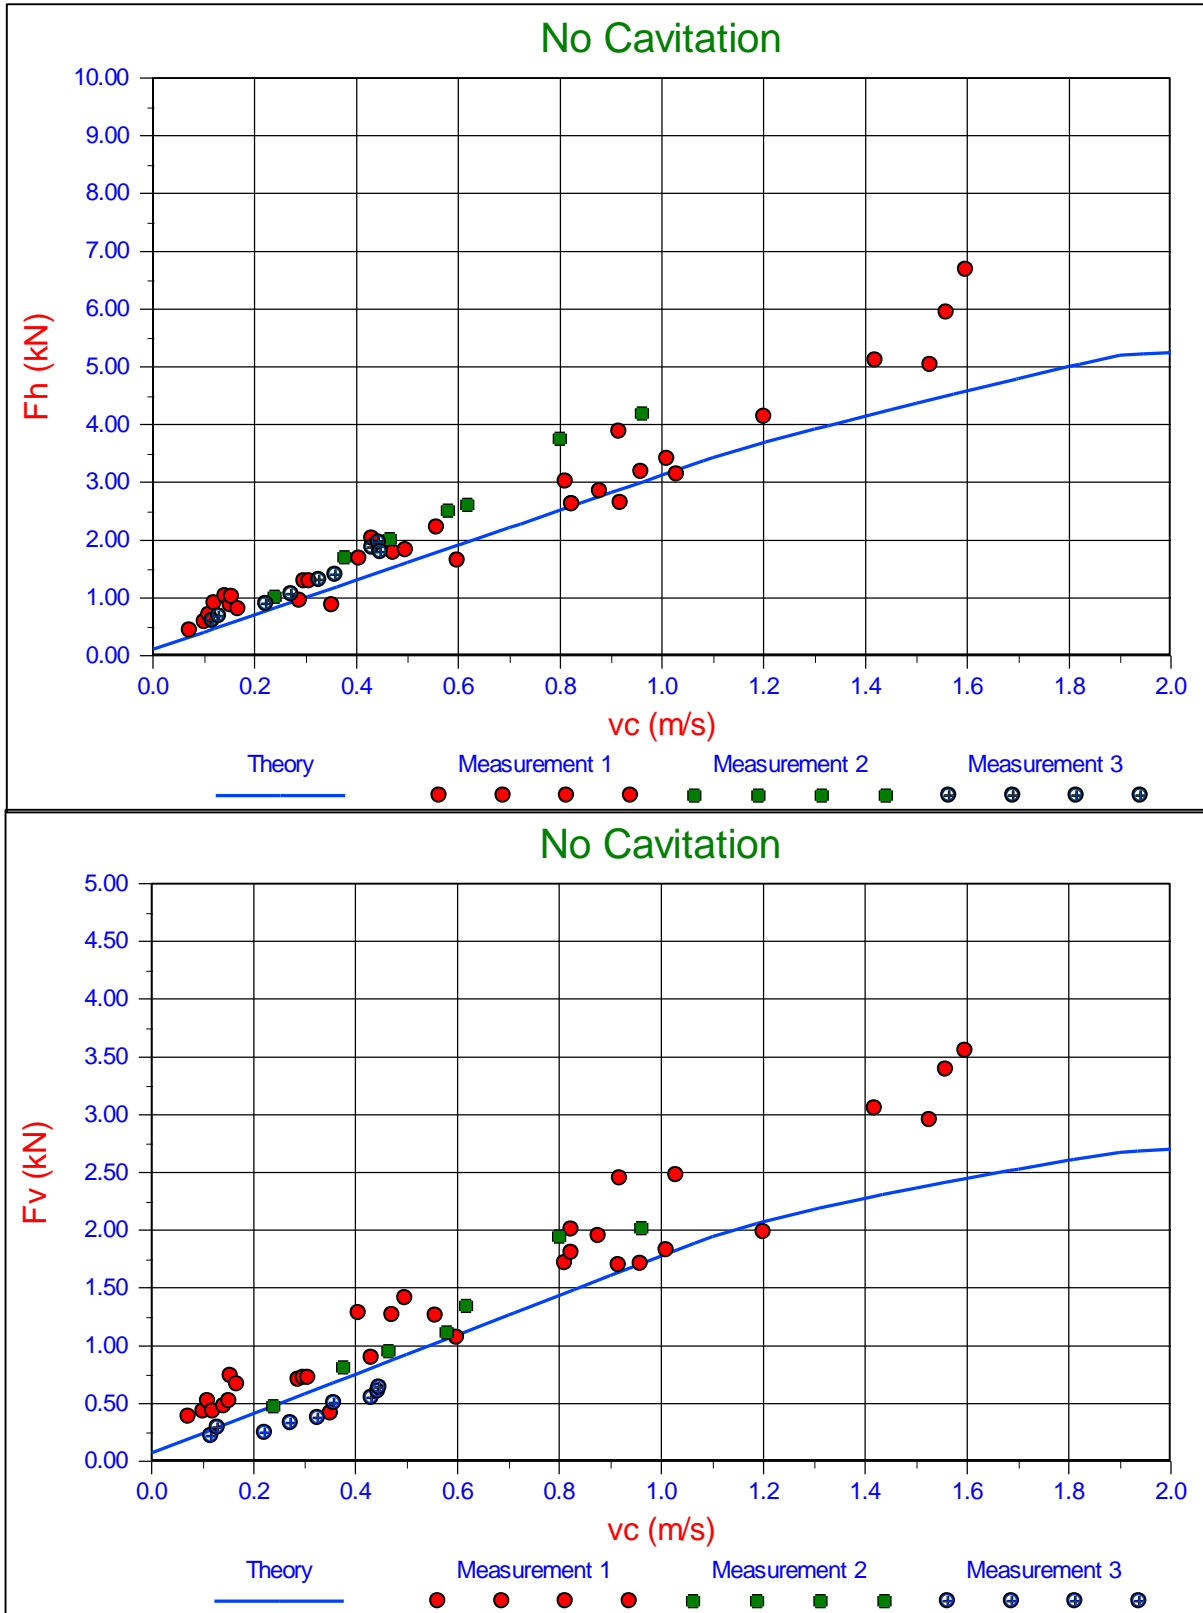 No Cavitation
10.00
9.00
8.00
7.00
6.00
5.00
4.00
3.00
2.00
1.00
0.00
Fh (kN)
0.0 0.2 0.4 0.6 0.8 1.0 1.2 1.4 1.6 1.8 2.0
vc (m/s)
Theory Measurement 1 Measurement 2 Measurement 3
No Cavitation
5.00
4.50
4.00
3.50
3.00
2.50
2.00
1.50
1.00
0.50
0.00
Fv (kN)
0.0 0.2 0.4 0.6 0.8 1.0 1.2 1.4 1.6 1.8 2.0
vc (m/s)
Theory Measurement 1 Measurement 2 Measurement 3